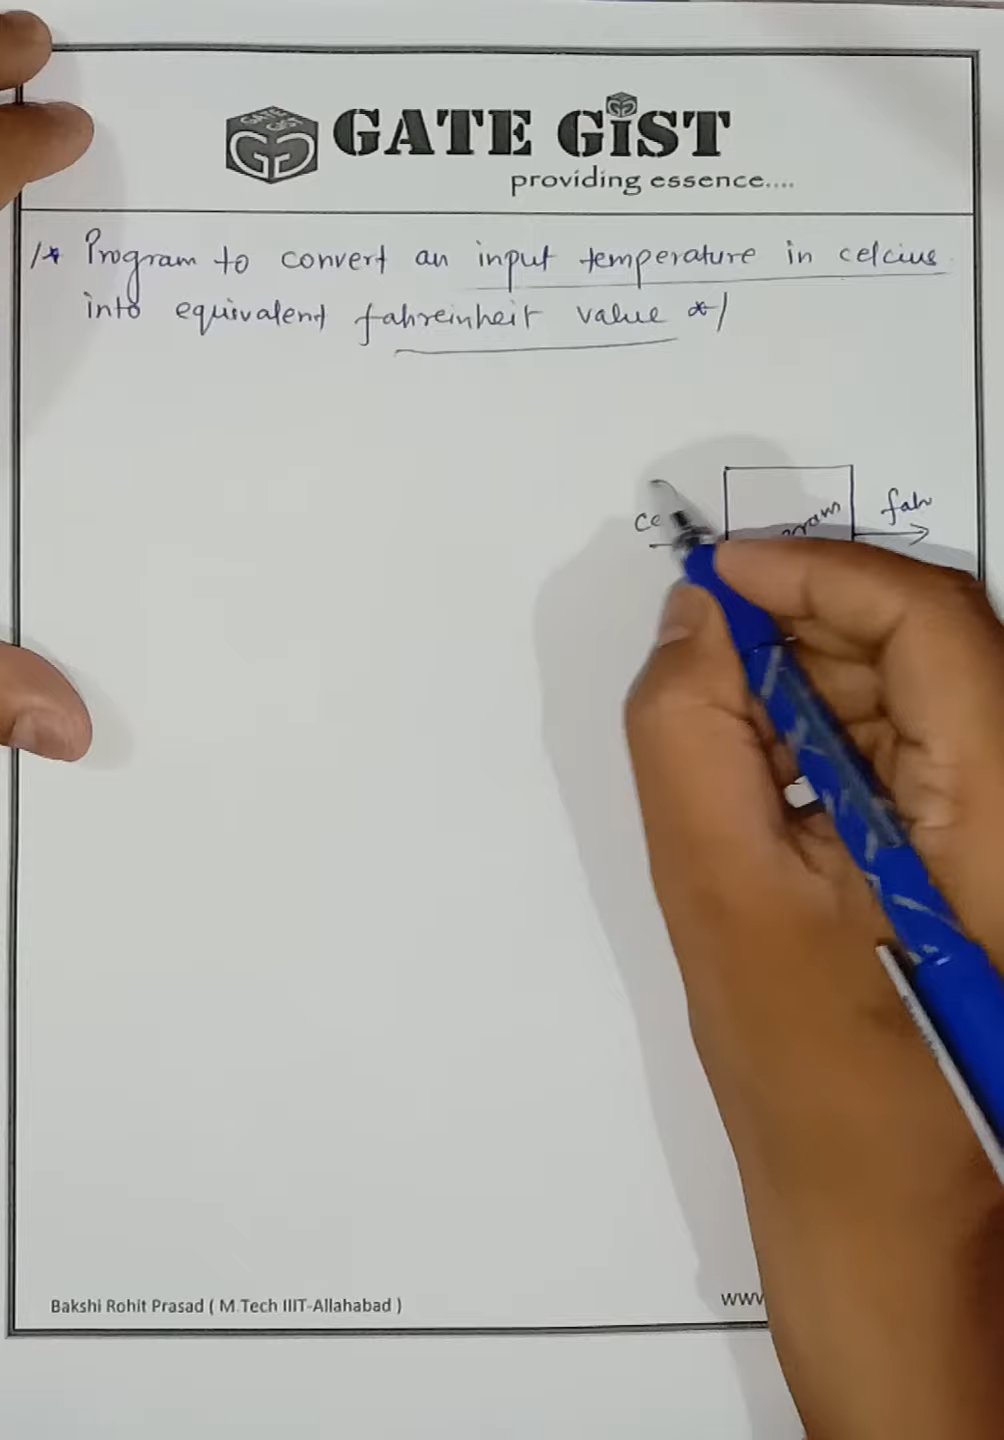 GATE GiST
providing essence....
/* Program to convert an input temperature in celcius
into equivalent fahreinheit value */
fah
Bakshi Rohit Prasad ( M.Tech IIIT-Allahabad )